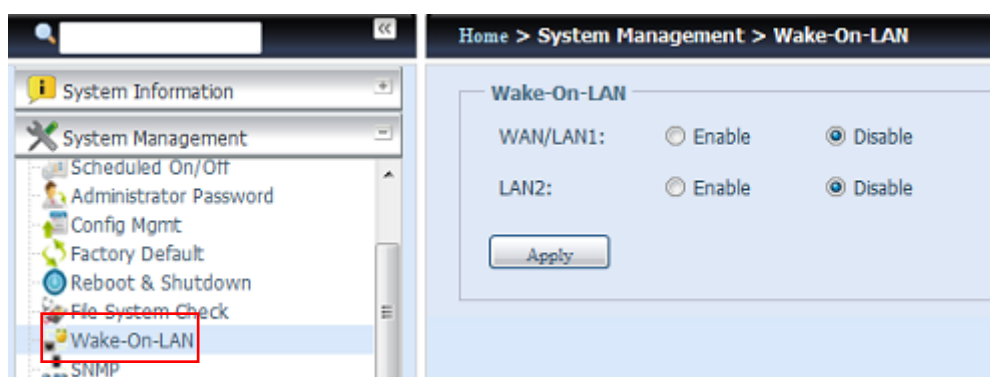 «
Home > System Management > Wake-On-LAN
System Information
+
System Management
-
Scheduled On/Off
Administrator Password
Config Mgmt
Factory Default
Reboot & Shutdown
File System Check
Wake-On-LAN
SNMP
Wake-On-LAN
WAN/LAN1: Enable Disable
LAN2: Enable Disable
Apply